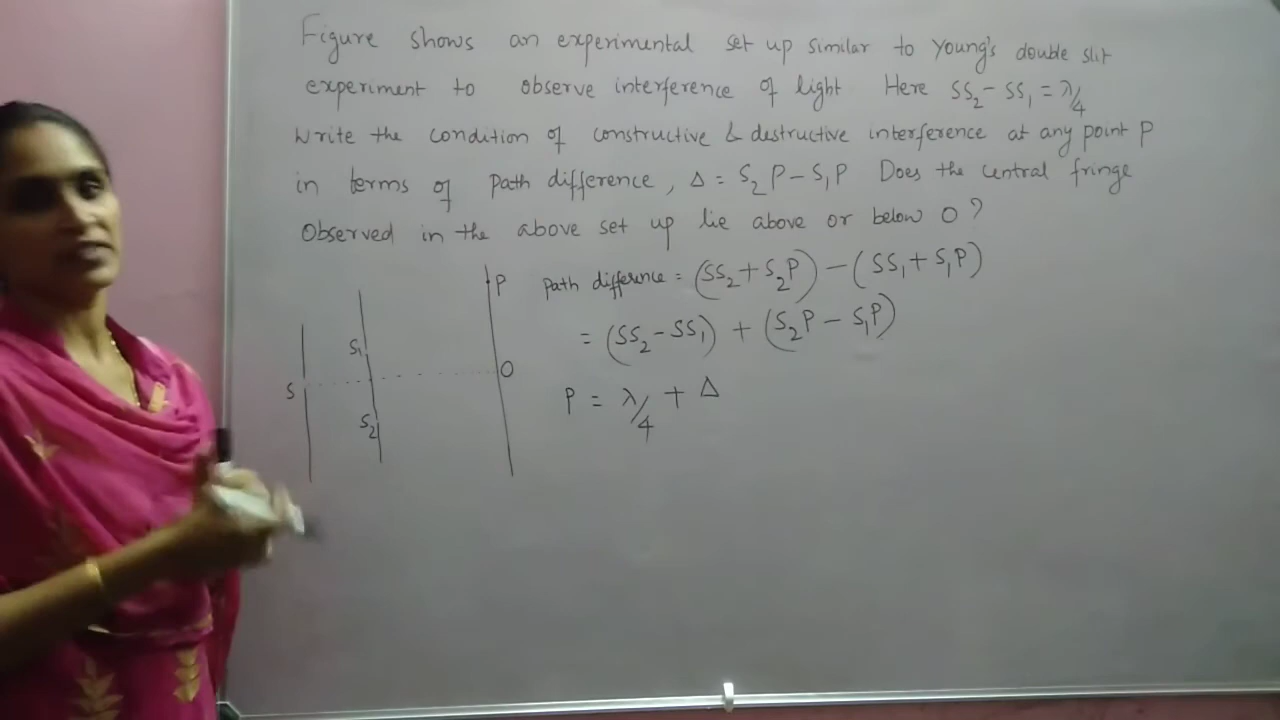 Figure shows an experimental set up similar to Young's double slit
experiment to observe interference of light Here SS₂ - SS₁ = λ/4
Write the condition of constructive & destructive interference at any point P
in terms of Path difference, Δ = S₂P - S₁P Does the central fringe
Observed in the above set up lie above or below O?
Path difference = (SS₂ + S₂P) - (SS₁ + S₁P)
= (SS₂ - SS₁) + (S₂P - S₁P)
P = λ/4 + Δ
P
S₁
O
S
S₂